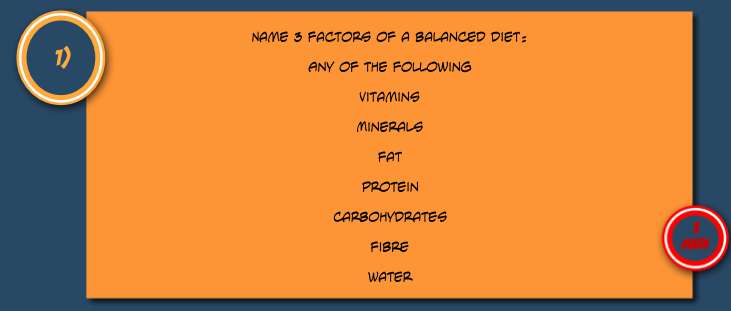 1)
NAME 3 FACTORS OF A BALANCED DIET:
ANY OF THE FOLLOWING
VITAMINS
MINERALS
FAT
PROTEIN
CARBOHYDRATES
FIBRE
WATER